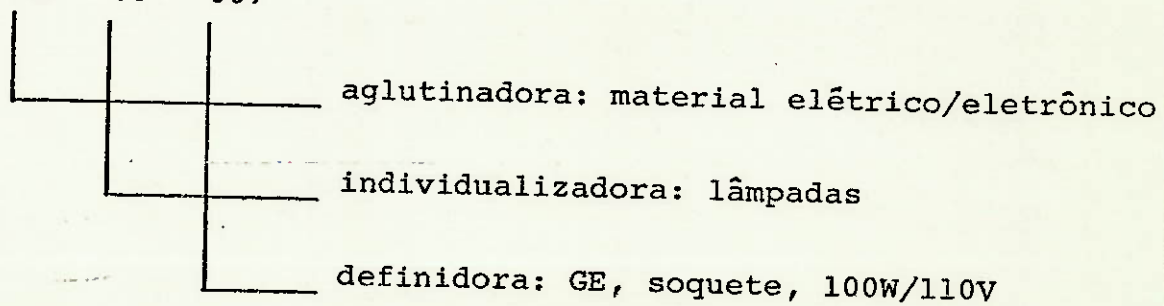 aglutinadora: material elétrico/eletrônico
individualizadora: lâmpadas
definidora: GE, soquete, 100W/110V